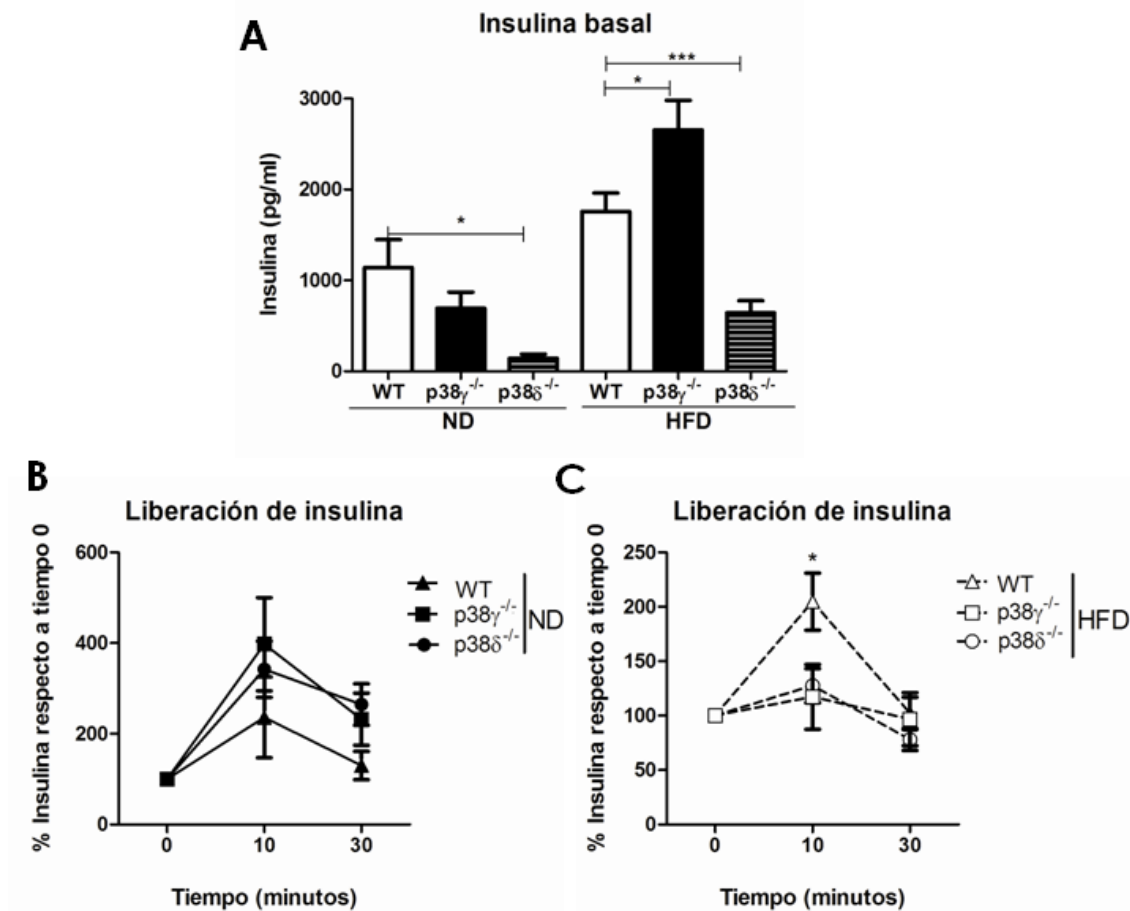 A
Insulina basal
***
*
*
Insulina (pg/ml)
3000
2000
1000
0
WT p38γ-/- p38δ-/- WT p38γ-/- p38δ-/-
ND HFD
B
Liberación de insulina
% Insulina respecto a tiempo 0
600
400
200
0
0 10 30
Tiempo (minutos)
WT
p38γ-/-
p38δ-/-
ND
C
Liberación de insulina
% Insulina respecto a tiempo 0
250
200
150
100
50
0
*
0 10 30
Tiempo (minutos)
WT
p38γ-/-
p38δ-/-
HFD